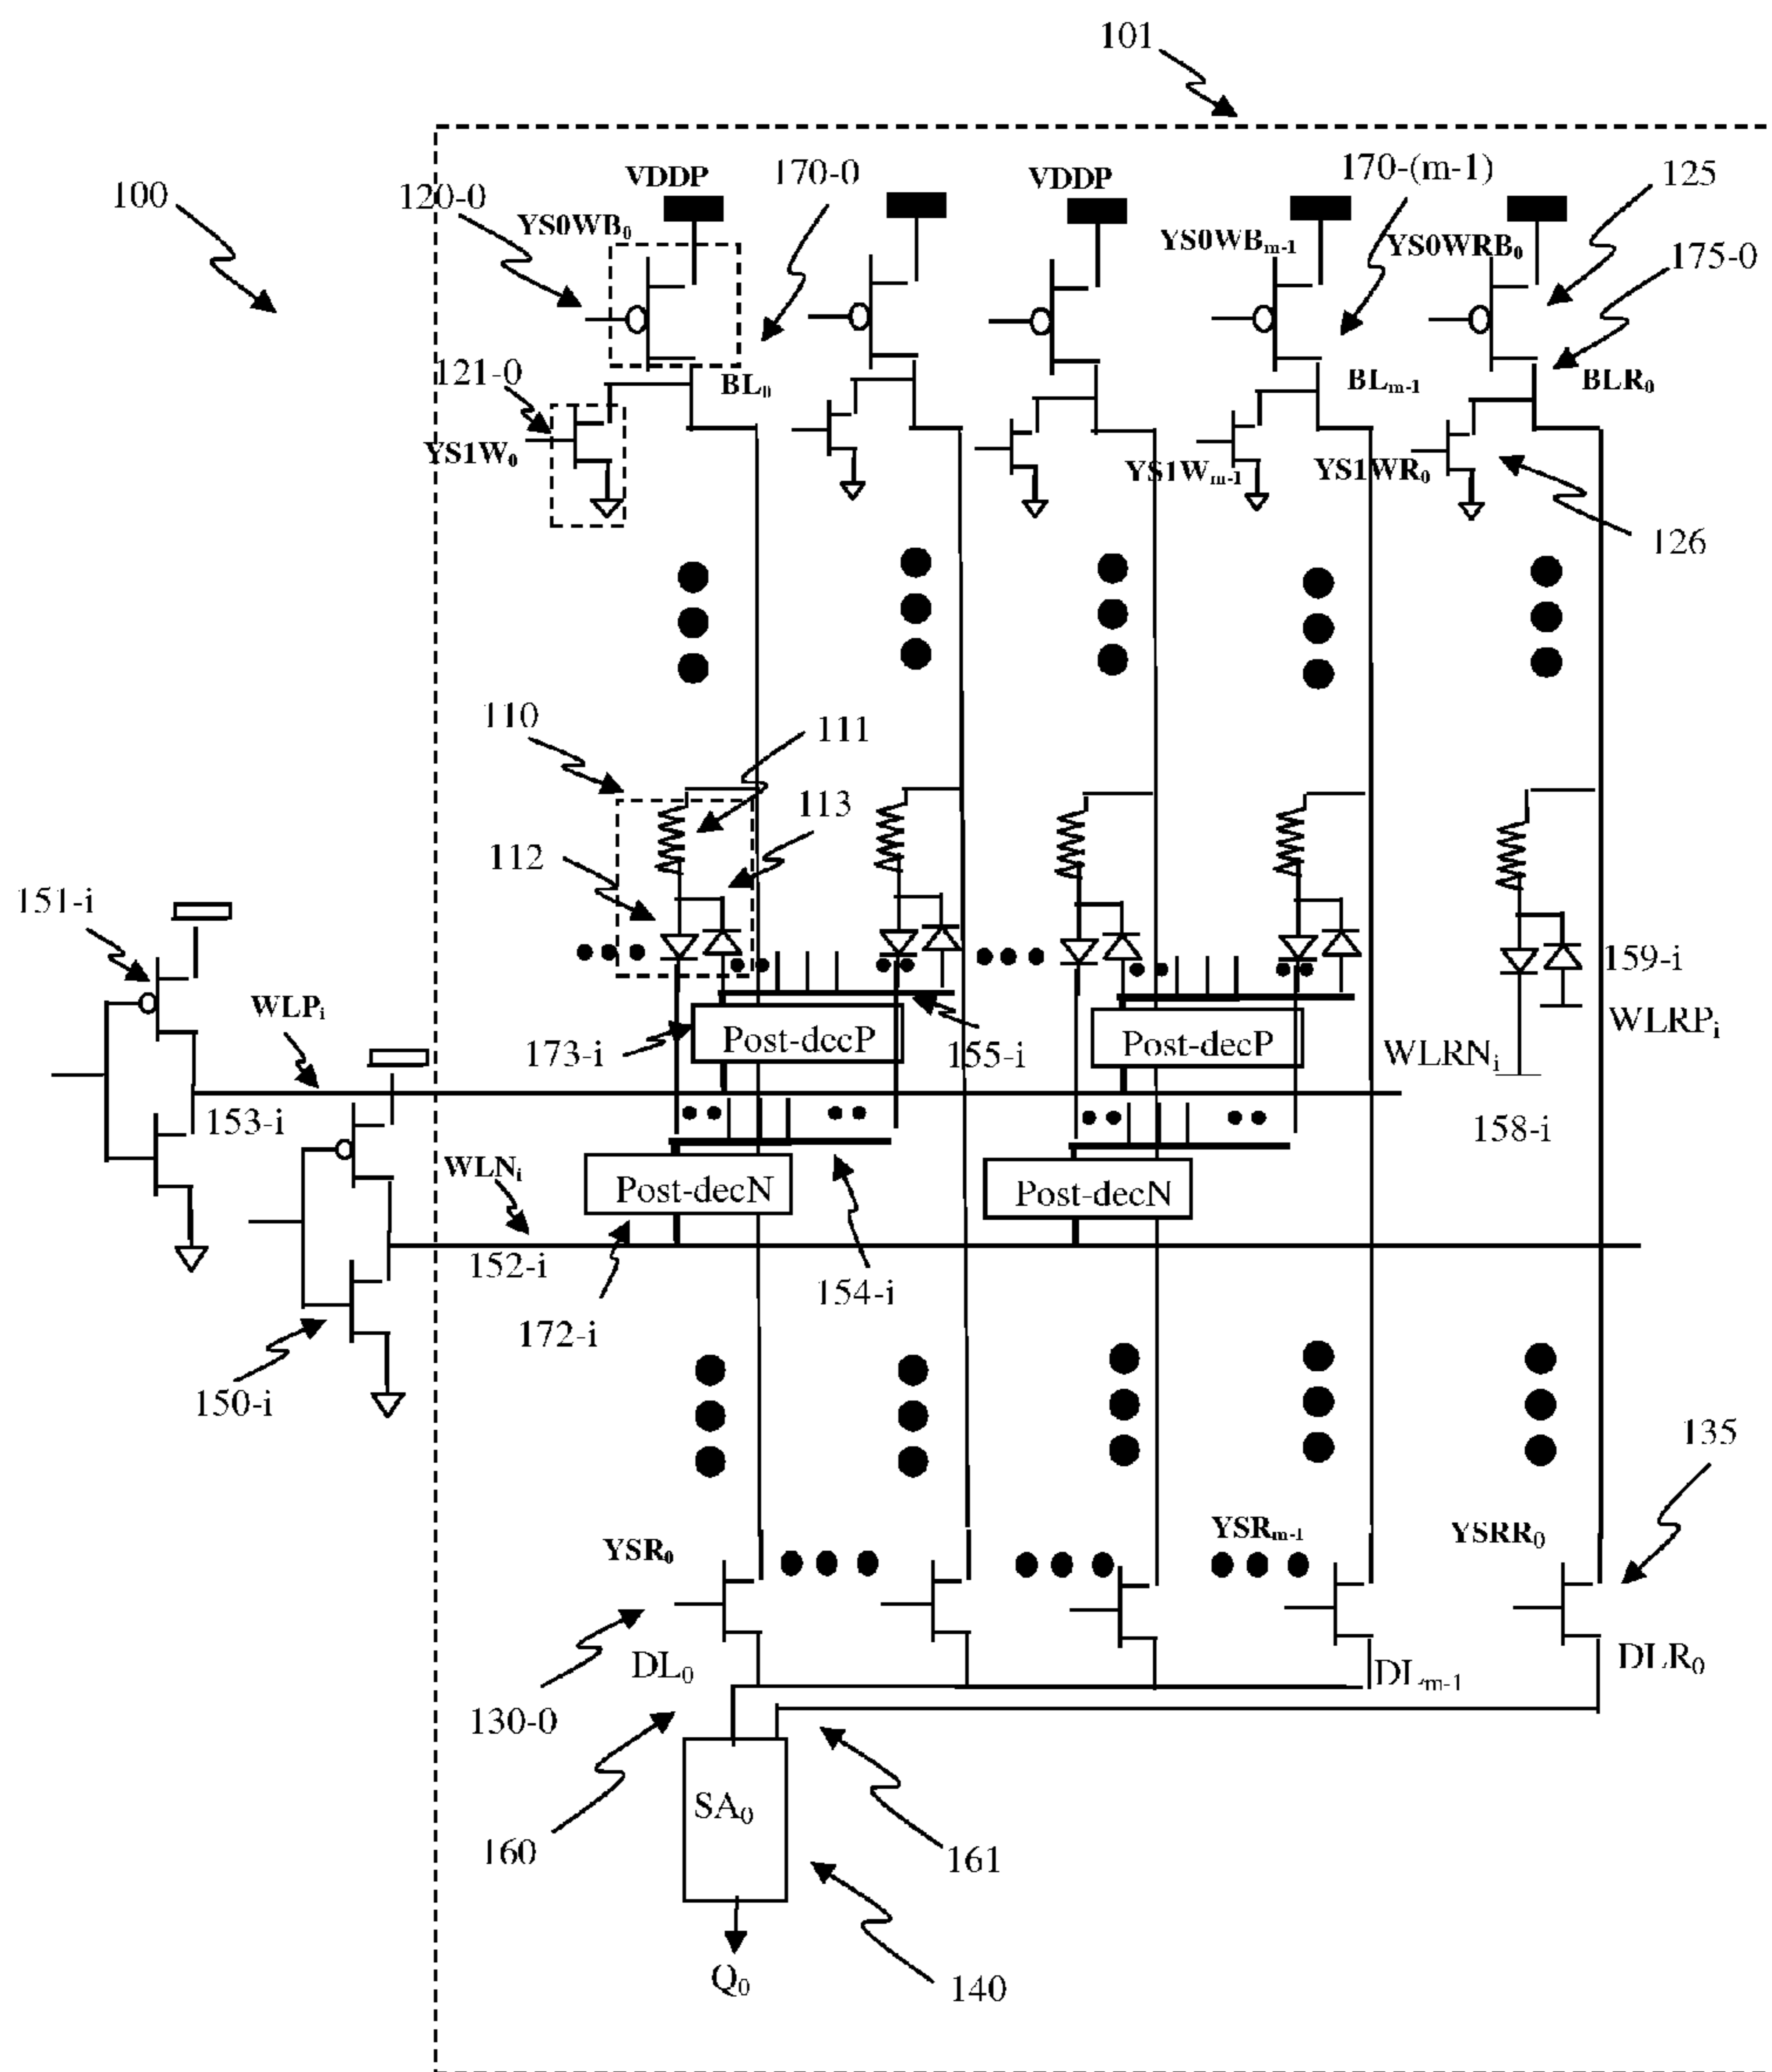 101
100
120-0
VDDP
170-0
VDDP
170-(m-1)
125
YS0WB₀
YS0WBₘ₋₁
YS0WRB₀
175-0
121-0
BL₀
BLₘ₋₁
BLR₀
YS1W₀
YS1Wₘ₋₁
YS1WR₀
126
110
111
113
112
151-i
159-i
WLPᵢ
WLRPᵢ
173-i
Post-decP
155-i
Post-decP
WLRNᵢ
153-i
158-i
WLNᵢ
Post-decN
Post-decN
152-i
154-i
172-i
150-i
135
YSR₀
YSRₘ₋₁
YSRR₀
DL₀
DLₘ₋₁
DLR₀
130-0
SA₀
160
161
Q₀
140